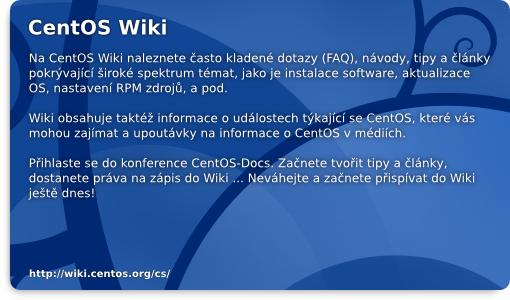 CentOS Wiki
Na CentOS Wiki naleznete často kladené dotazy (FAQ), návody, tipy a články
pokrývající široké spektrum témat, jako je instalace software, aktualizace
OS, nastavení RPM zdrojů, a pod.
Wiki obsahuje taktéž informace o událostech týkající se CentOS, které vás
mohou zajímat a upoutávky na informace o CentOS v médiích.
Přihlaste se do konference CentOS-Docs. Začnete tvořit tipy a články,
dostanete práva na zápis do Wiki ... Neváhejte a začnete přispívat do Wiki
ještě dnes!
http://wiki.centos.org/cs/